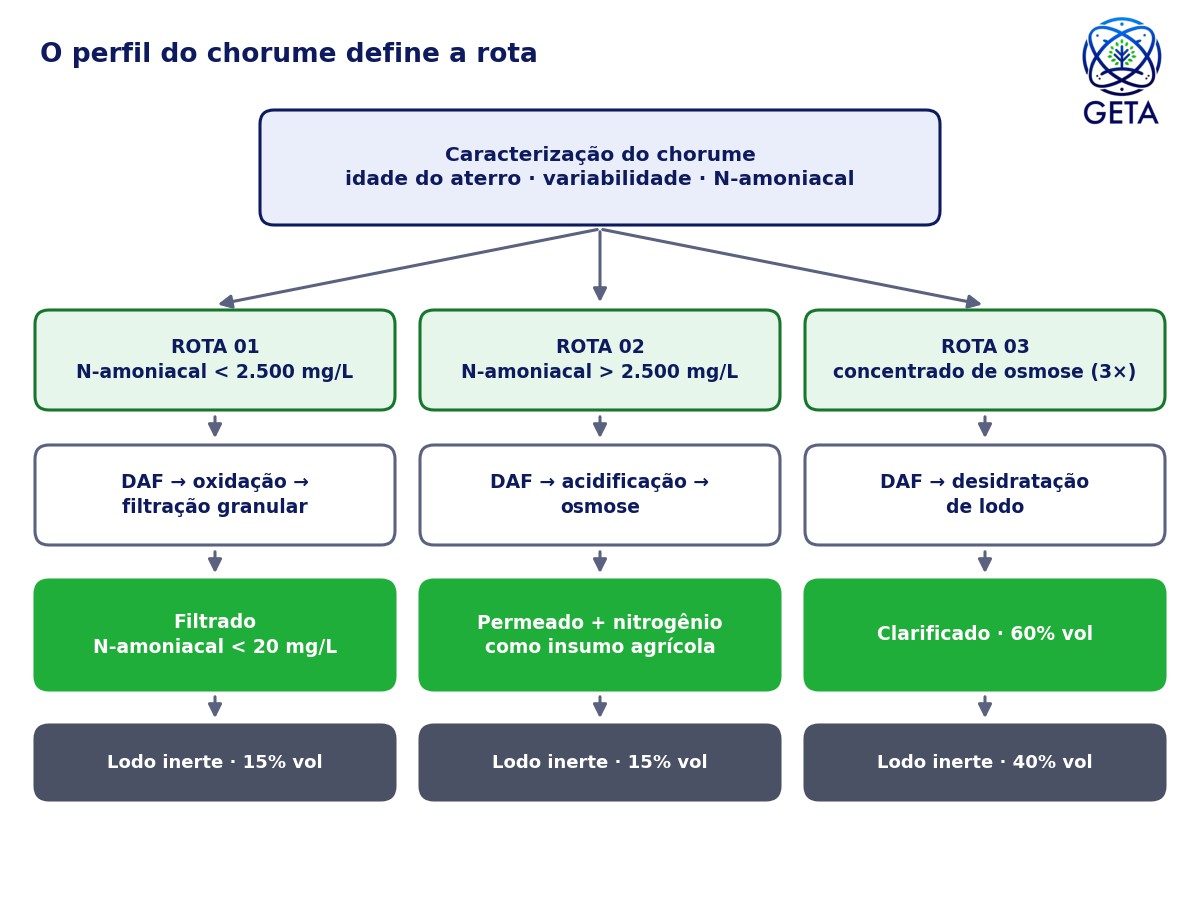 O perfil do chorume define a rota
GETA
Caracterização do chorume
idade do aterro · variabilidade · N-amoniacal
ROTA 01
N-amoniacal < 2.500 mg/L
ROTA 02
N-amoniacal > 2.500 mg/L
ROTA 03
concentrado de osmose (3×)
DAF → oxidação →
filtração granular
DAF → acidificação →
osmose
DAF → desidratação
de lodo
Filtrado
N-amoniacal < 20 mg/L
Permeado + nitrogênio
como insumo agrícola
Clarificado · 60% vol
Lodo inerte · 15% vol
Lodo inerte · 15% vol
Lodo inerte · 40% vol